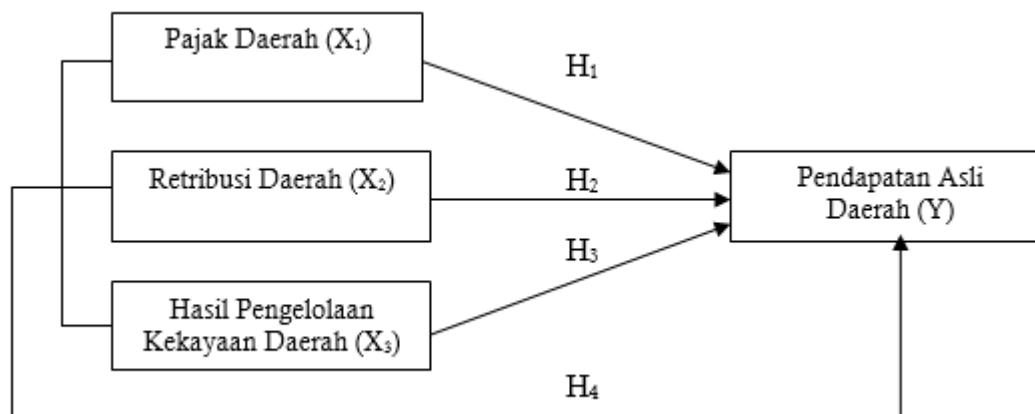 Pajak Daerah (X₁)
H₁
Retribusi Daerah (X₂)
H₂
Pendapatan Asli
Daerah (Y)
H₃
Hasil Pengelolaan
Kekayaan Daerah (X₃)
H₄